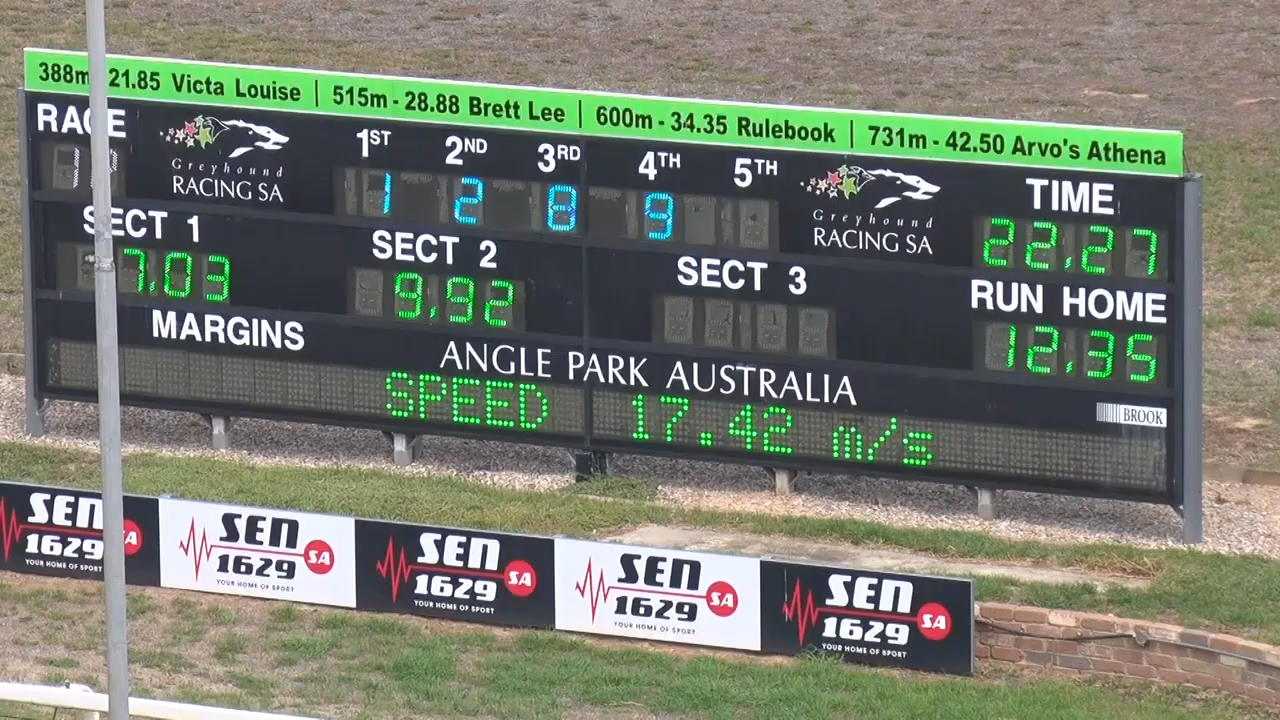 388m 21.85 Victa Louise | 515m - 28.88 Brett Lee | 600m - 34.35 Rulebook | 731m - 42.50 Arvo's Athena
RACE
Greyhound
RACING SA
1ST 2ND 3RD 4TH 5TH
1 2 8 9
Greyhound
RACING SA
TIME
22.27
SECT 1
7.03
SECT 2
9.92
SECT 3
RUN HOME
12.35
MARGINS
ANGLE PARK AUSTRALIA
BROOK
SPEED 17.42 m/s
SEN
1629 SA
YOUR HOME OF SPORT
SEN
1629 SA
YOUR HOME OF SPORT
SEN
1629 SA
YOUR HOME OF SPORT
SEN
1629 SA
YOUR HOME OF SPORT
SEN
1629 SA
YOUR HOME OF SPORT